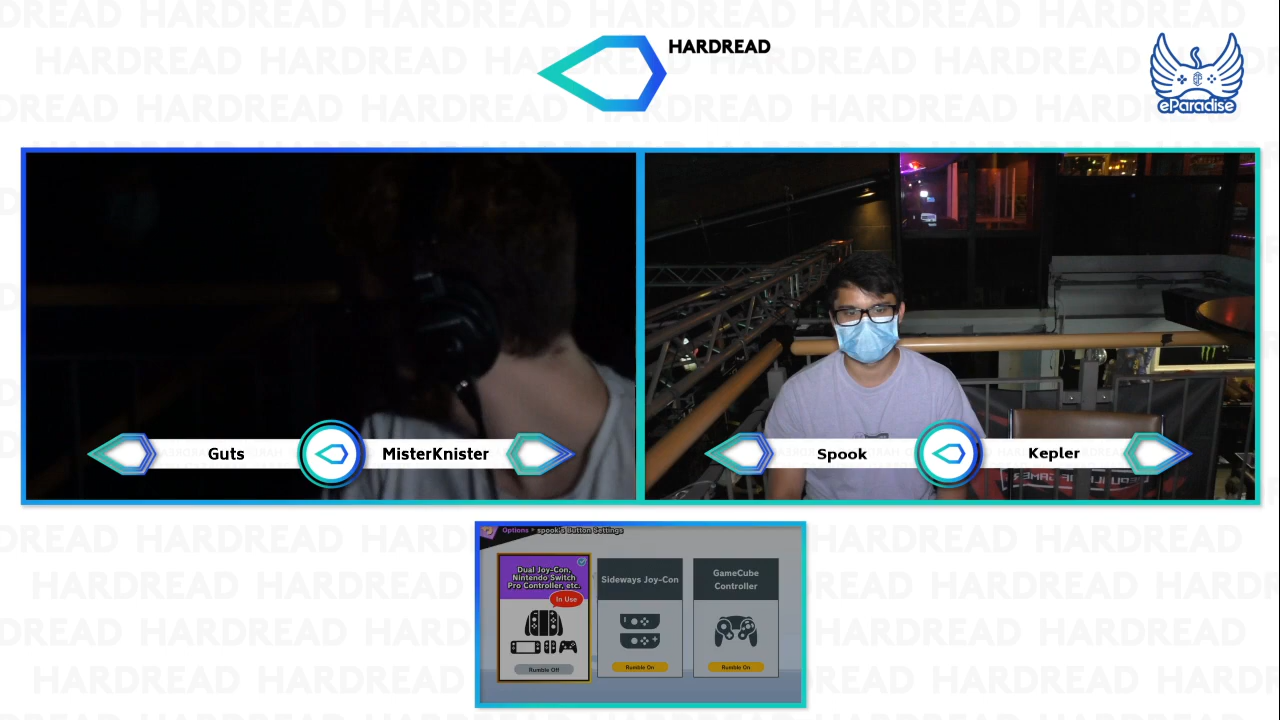 HARDREAD
eParadise
Guts
MisterKnister
Spook
Kepler
Options > spook's Button Settings
Dual Joy-Con,
Nintendo Switch
Pro Controller, etc.
In Use
Rumble Off
Sideways Joy-Con
Rumble On
GameCube
Controller
Rumble On